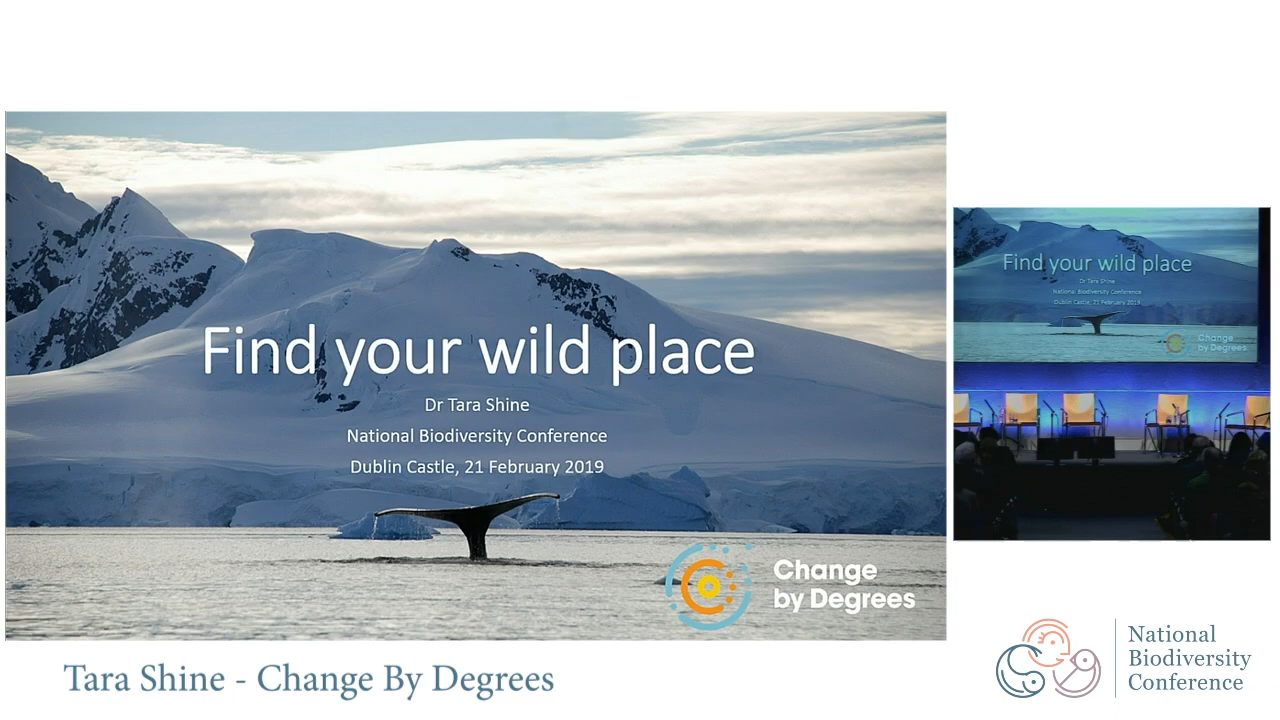 Find your wild place
Dr Tara Shine
National Biodiversity Conference
Dublin Castle, 21 February 2019
Change
by Degrees
Find your wild place
Dr Tara Shine
National Biodiversity Conference
Dublin Castle, 21 February 2019
Change
by Degrees
Tara Shine - Change By Degrees
National
Biodiversity
Conference